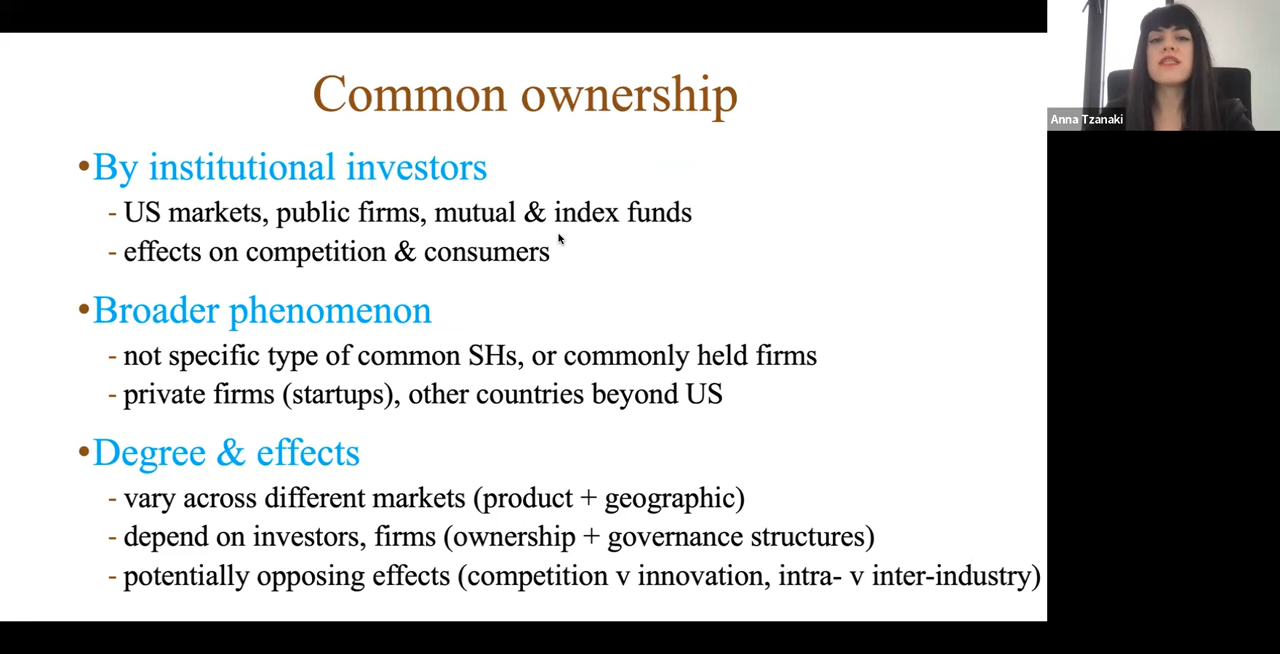 Common ownership
•By institutional investors
- US markets, public firms, mutual & index funds
- effects on competition & consumers
•Broader phenomenon
- not specific type of common SHs, or commonly held firms
- private firms (startups), other countries beyond US
•Degree & effects
- vary across different markets (product + geographic)
- depend on investors, firms (ownership + governance structures)
- potentially opposing effects (competition v innovation, intra- v inter-industry)
Anna Tzanaki